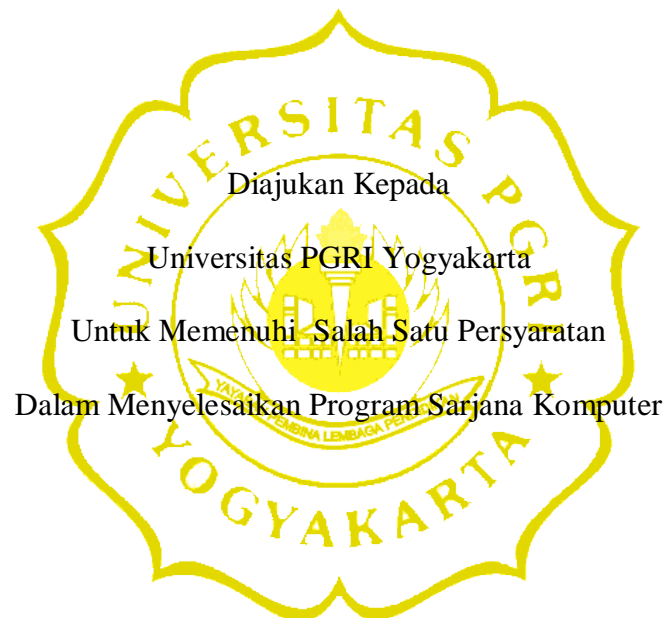 UNIVERSITAS PGRI
Diajukan Kepada
Universitas PGRI Yogyakarta
Untuk Memenuhi Salah Satu Persyaratan
Dalam Menyelesaikan Program Sarjana Komputer
PEMBINA LEMBAGA
YOGYAKARTA